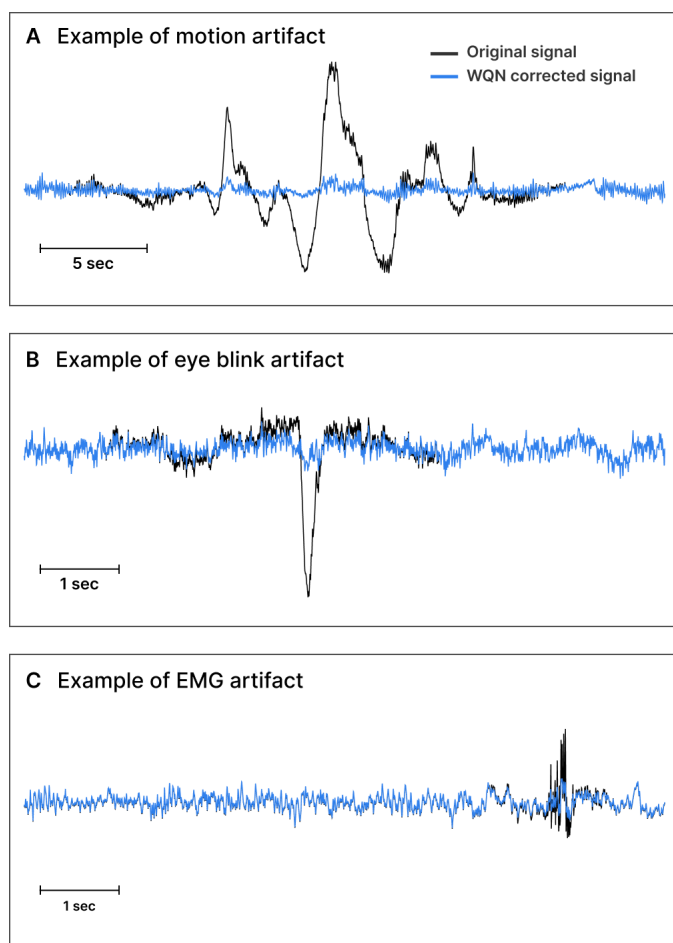 A Example of motion artifact
Original signal
WQN corrected signal
5 sec
B Example of eye blink artifact
1 sec
C Example of EMG artifact
1 sec